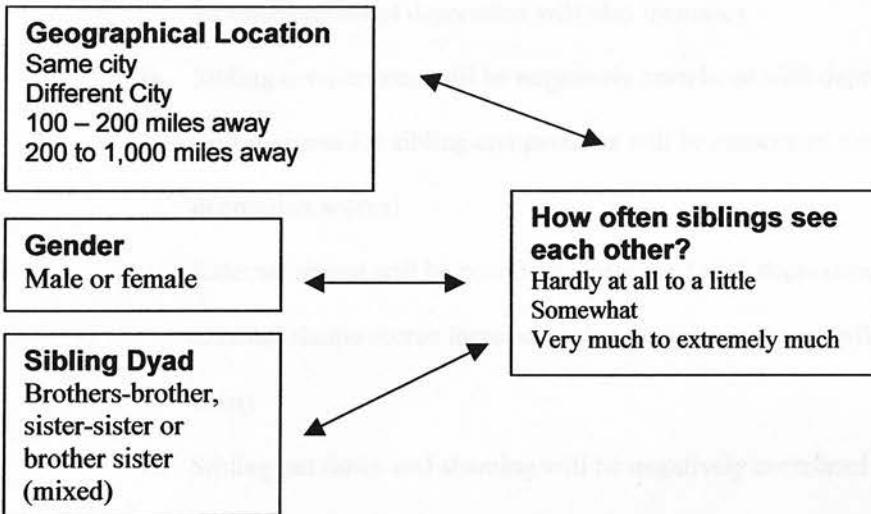 Geographical Location
Same city
Different City
100 – 200 miles away
200 to 1,000 miles away
Gender
Male or female
Sibling Dyad
Brothers-brother,
sister-sister or
brother sister
(mixed)
How often siblings see
each other?
Hardly at all to a little
Somewhat
Very much to extremely much